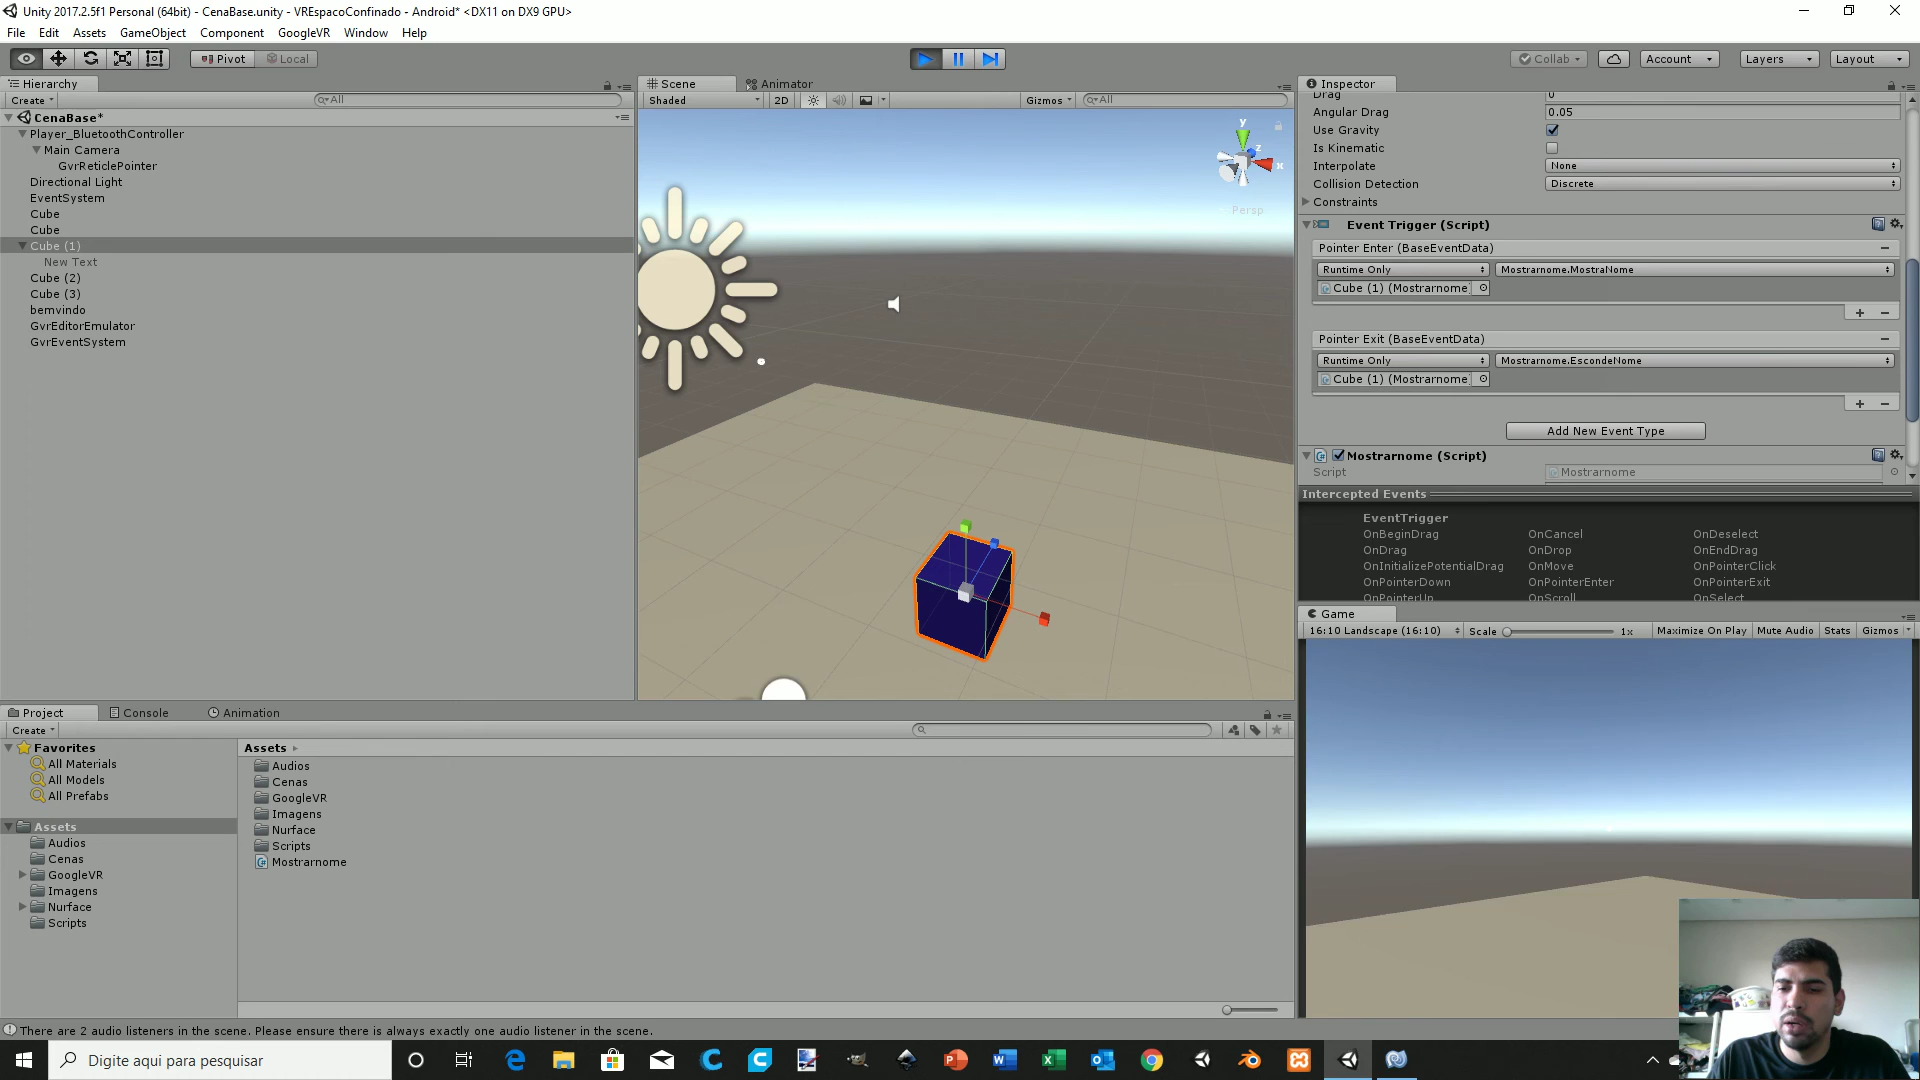 Unity 2017.2.5f1 Personal (64bit) - CenaBase.unity - VREspacoConfinado - Android* <DX11 on DX9 GPU>
File Edit Assets GameObject Component GoogleVR Window Help
Pivot Local
Collab Account Layers Layout
Hierarchy
Create All
CenaBase*
Player_BluetoothController
Main Camera
GvrReticlePointer
Directional Light
EventSystem
Cube
Cube
Cube (1)
New Text
Cube (2)
Cube (3)
bemvindo
GvrEditorEmulator
GvrEventSystem
Scene Animator
Shaded 2D Gizmos All
y
z
x
Persp
Inspector
Drag 0
Angular Drag 0.05
Use Gravity
Is Kinematic
Interpolate None
Collision Detection Discrete
Constraints
Event Trigger (Script)
Pointer Enter (BaseEventData)
Runtime Only Mostrarnome.MostraNome
Cube (1) (Mostrarnome
Pointer Exit (BaseEventData)
Runtime Only Mostrarnome.EscondeNome
Cube (1) (Mostrarnome
Add New Event Type
Mostrarnome (Script)
Script Mostrarnome
Intercepted Events
EventTrigger
OnBeginDrag OnCancel OnDeselect
OnDrag OnDrop OnEndDrag
OnInitializePotentialDrag OnMove OnPointerClick
OnPointerDown OnPointerEnter OnPointerExit
OnPointerUp OnScroll OnSelect
Game
16:10 Landscape (16:10) Scale 1x Maximize On Play Mute Audio Stats Gizmos
Project Console Animation
Create
Favorites
All Materials
All Models
All Prefabs
Assets
Audios
Cenas
GoogleVR
Imagens
Nurface
Scripts
Assets
Audios
Cenas
GoogleVR
Imagens
Nurface
Scripts
Mostrarnome
There are 2 audio listeners in the scene. Please ensure there is always exactly one audio listener in the scene.
Digite aqui para pesquisar